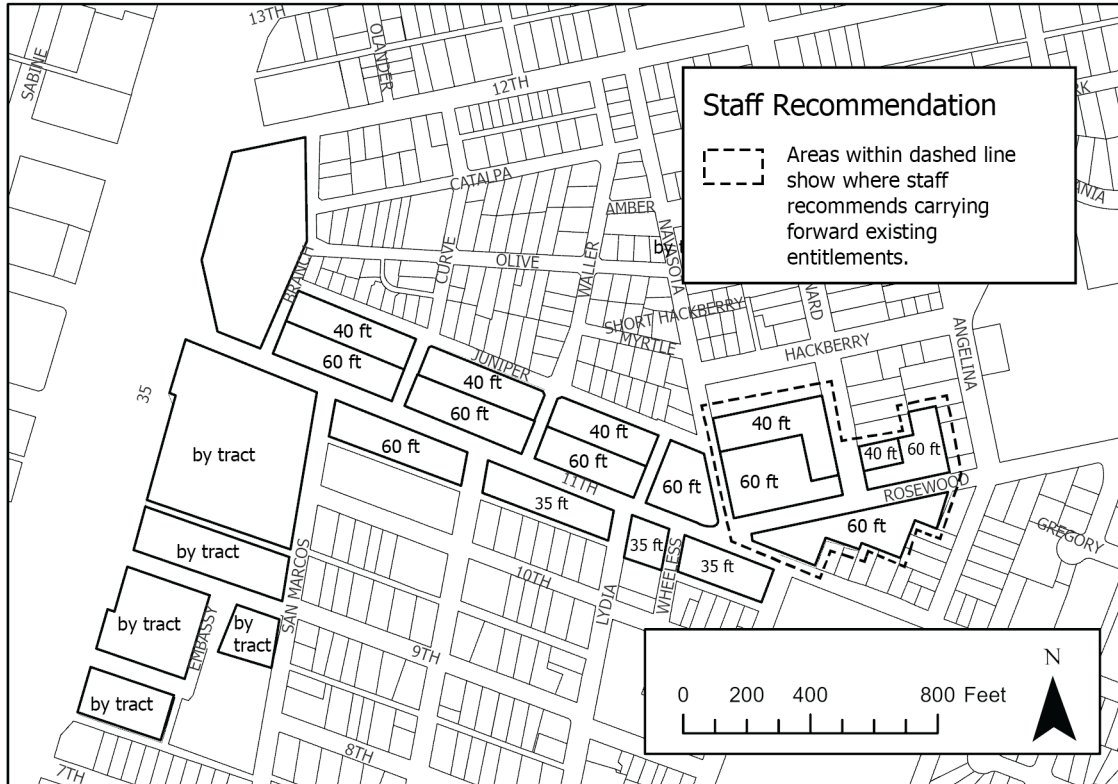 13TH
OLANDER
SABINE
12TH
Staff Recommendation
Areas within dashed line
show where staff
recommends carrying
forward existing
entitlements.
CATALPA
AMBER
NAVASOTA
CURVE
OLIVE
WALLER
BRANCH
SHORT HACKBERRY
MYRTLE
HACKBERRY
ANGELINA
JUNIPER
40 ft
60 ft
40 ft
60 ft
40 ft
60 ft
60 ft
40 ft
60 ft
40 ft
60 ft
ROSEWOOD
60 ft
35
by tract
60 ft
11TH
35 ft
35 ft
35 ft
GREGORY
by tract
SAN MARCOS
10TH
LYDIA
WHEELESS
by tract
EMBASSY
by
tract
9TH
by tract
8TH
7TH
N
0 200 400 800 Feet